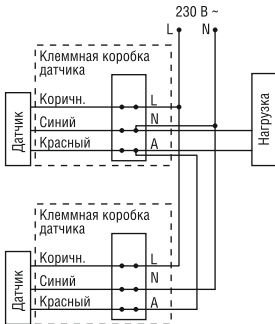 230 В ~
L N
Клеммная коробка
датчика
Коричн. L
Синий N
Красный A
Датчик
Нагрузка
Клеммная коробка
датчика
Коричн. L
Синий N
Красный A
Датчик